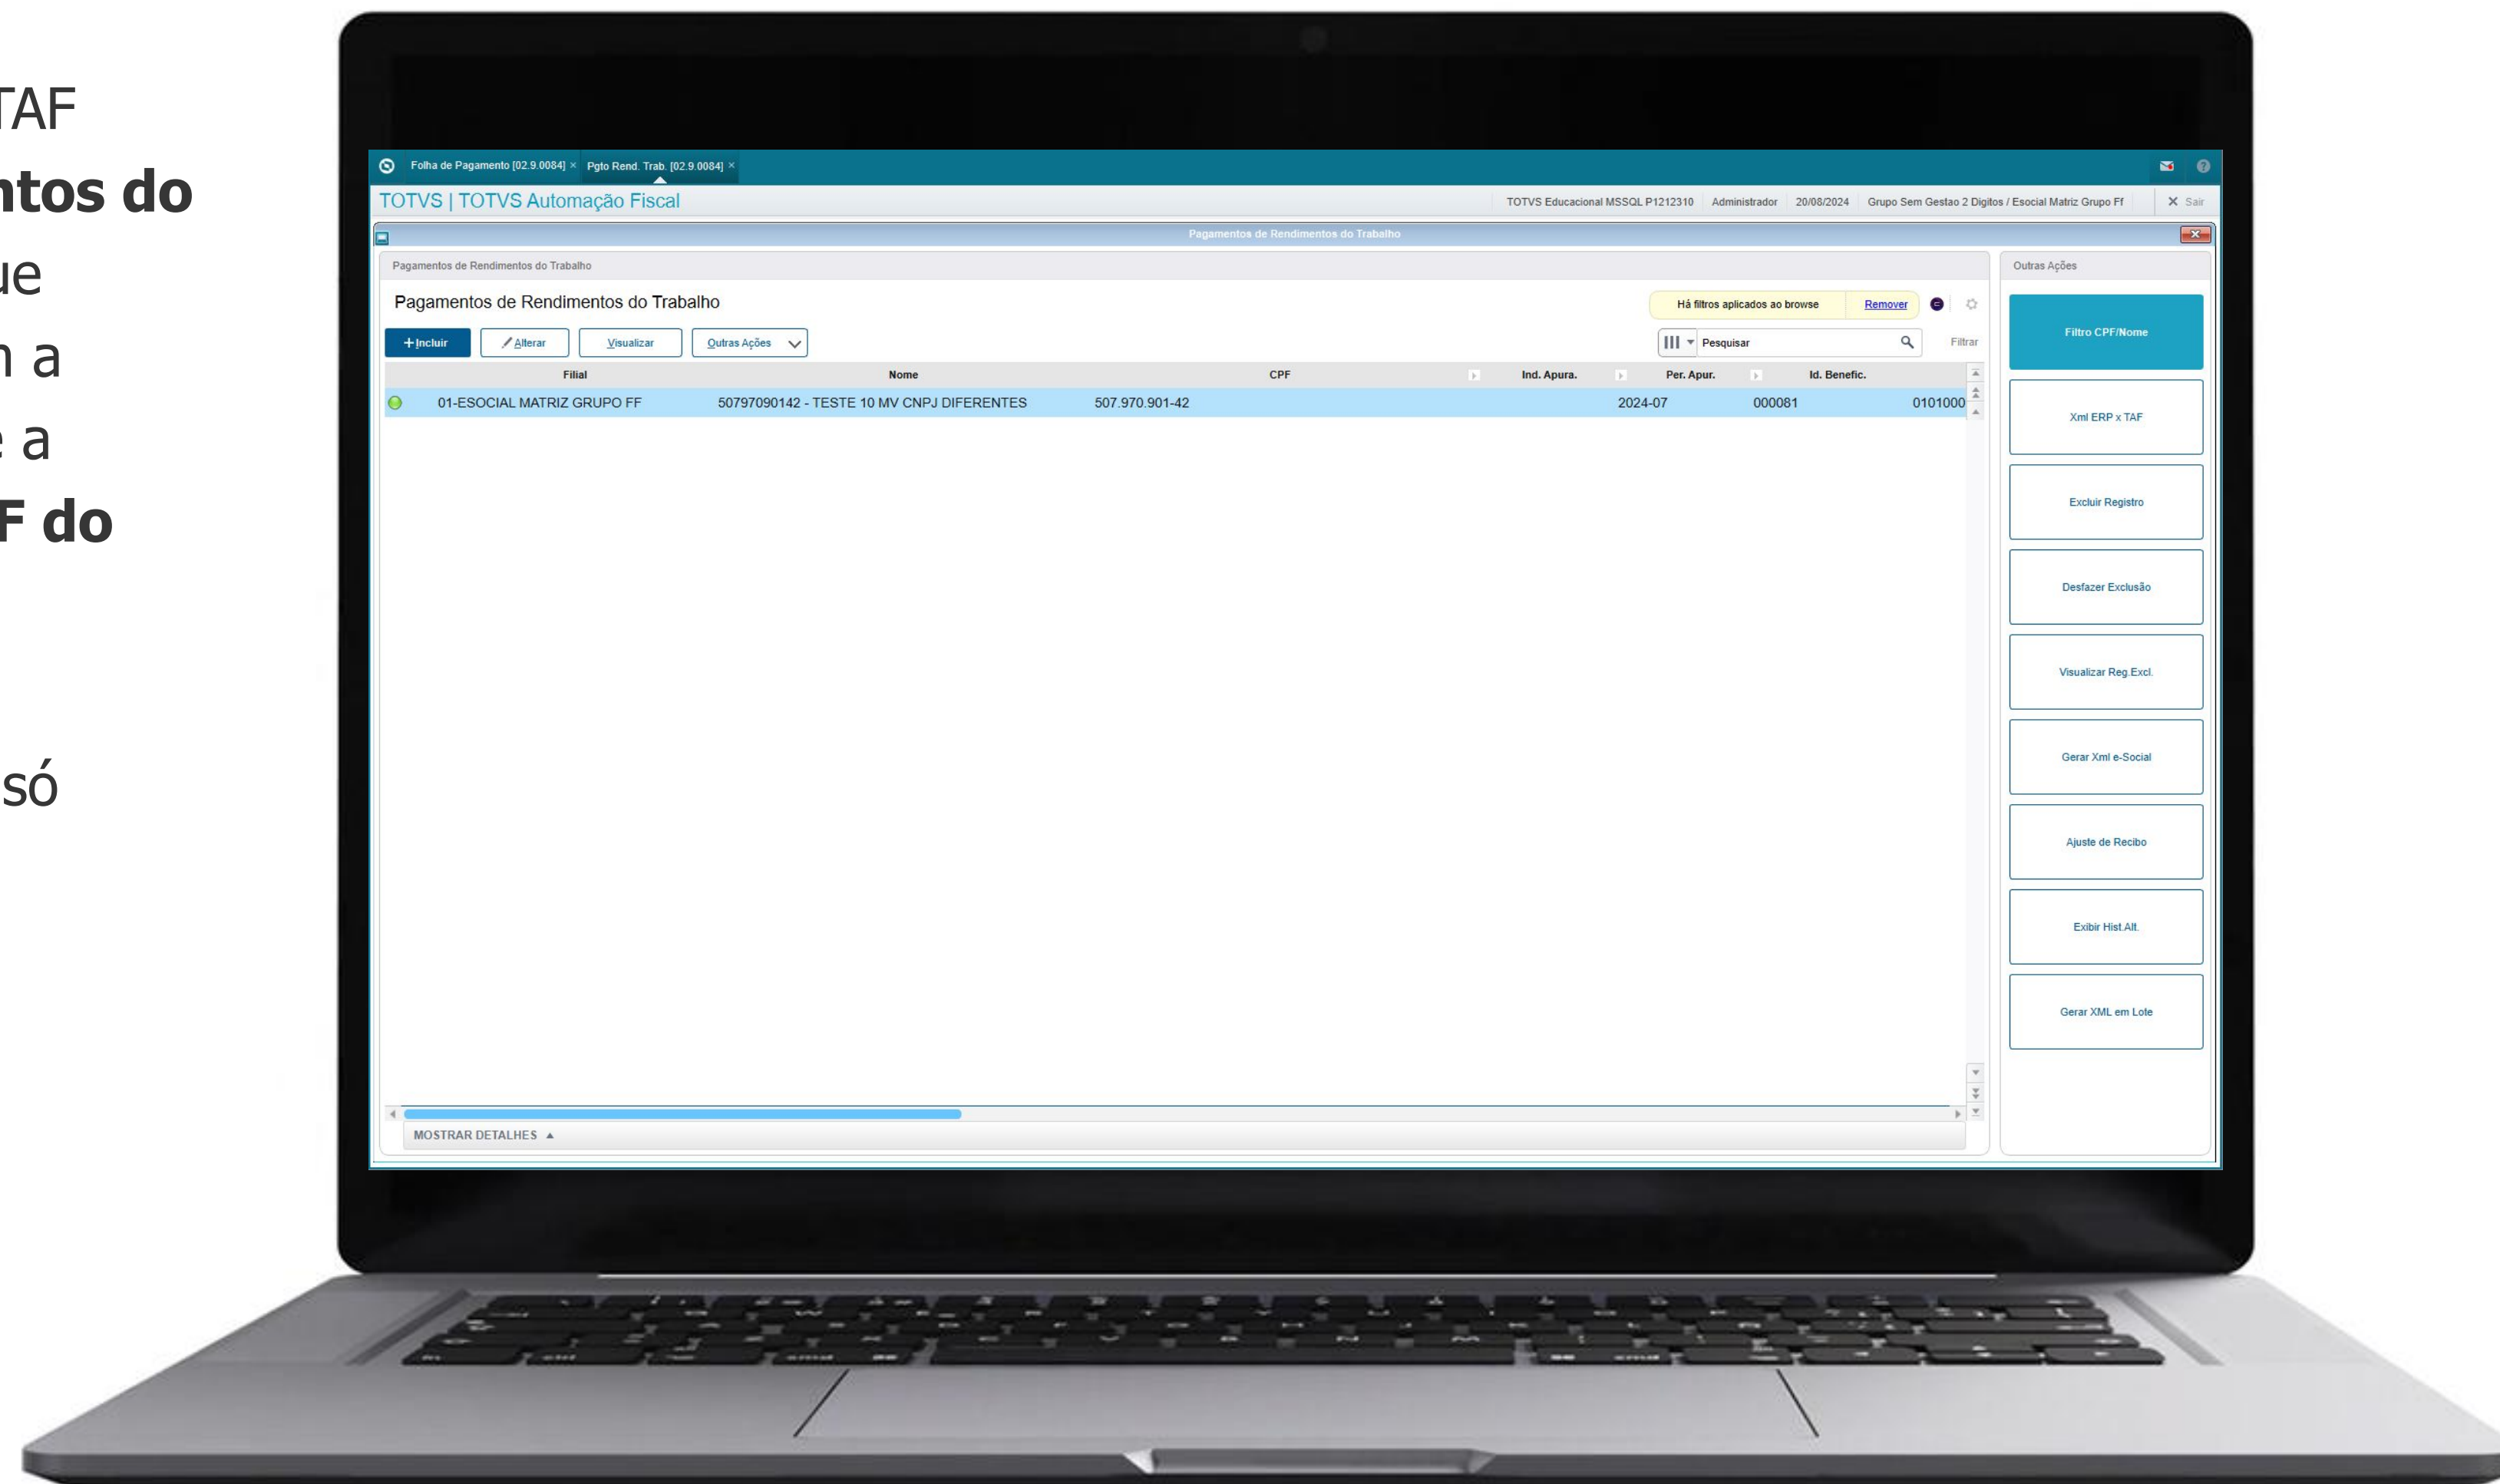 TAF
ntos do
ue
a
e a
F do
só
Folha de Pagamento [02.9.0084] × Pgto Rend. Trab. [02.9.0084] ×
TOTVS | TOTVS Automação Fiscal
TOTVS Educacional MSSQL P1212310 Administrador 20/08/2024 Grupo Sem Gestao 2 Digitos / Esocial Matriz Grupo Ff × Sair
Pagamentos de Rendimentos do Trabalho
Pagamentos de Rendimentos do Trabalho
Outras Ações
Pagamentos de Rendimentos do Trabalho
Há filtros aplicados ao browse Remover
+ Incluir Alterar Visualizar Outras Ações
Pesquisar Filtrar
Filial Nome CPF Ind. Apura. Per. Apur. Id. Benefic.
01-ESOCIAL MATRIZ GRUPO FF 50797090142 - TESTE 10 MV CNPJ DIFERENTES 507.970.901-42 2024-07 000081 0101000
MOSTRAR DETALHES
Filtro CPF/Nome
Xml ERP x TAF
Excluir Registro
Desfazer Exclusão
Visualizar Reg.Excl.
Gerar Xml e-Social
Ajuste de Recibo
Exibir Hist.Alt.
Gerar XML em Lote